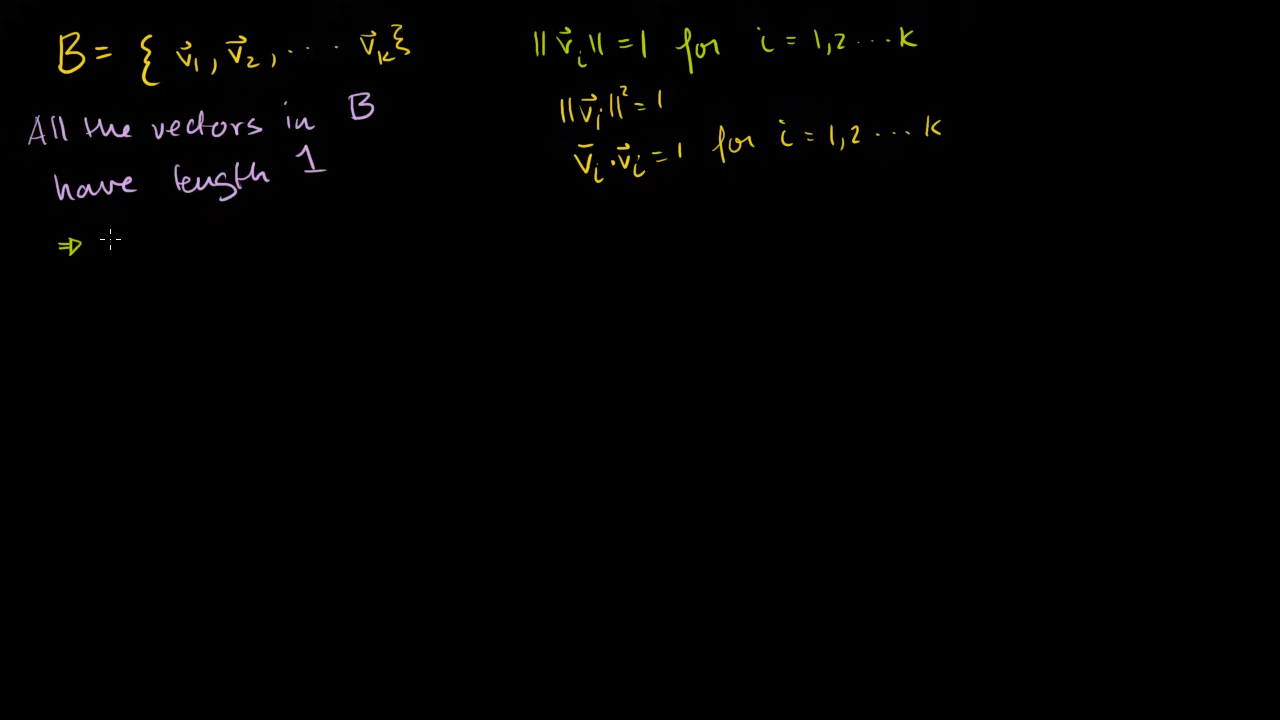 B = { v⃗₁, v⃗₂, ··· v⃗ₖ}
All the vectors in B
have length 1
⇒
||v⃗ᵢ|| = 1 for i = 1,2 ··· k
||v⃗ᵢ||² = 1
v⃗ᵢ · v⃗ᵢ = 1 for i = 1,2 ··· k